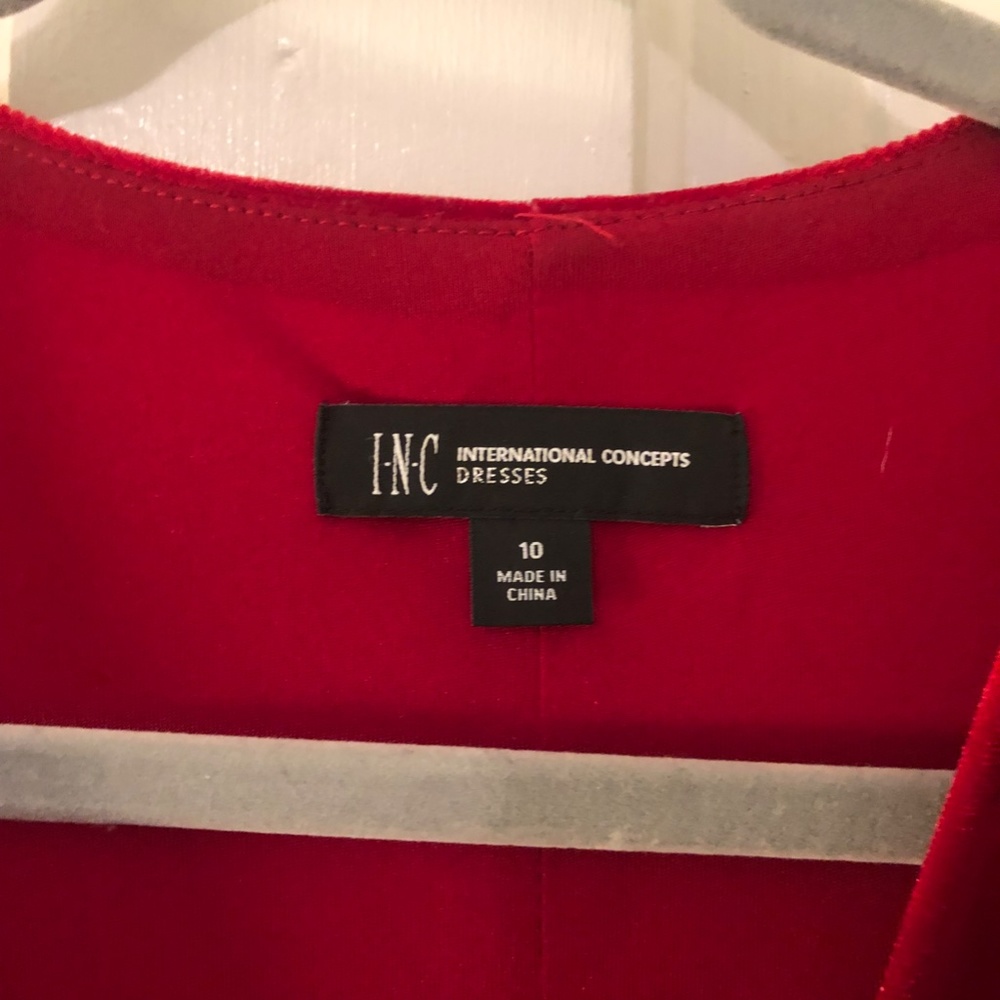 I-N-C INTERNATIONAL CONCEPTS
DRESSES
10
MADE IN
CHINA